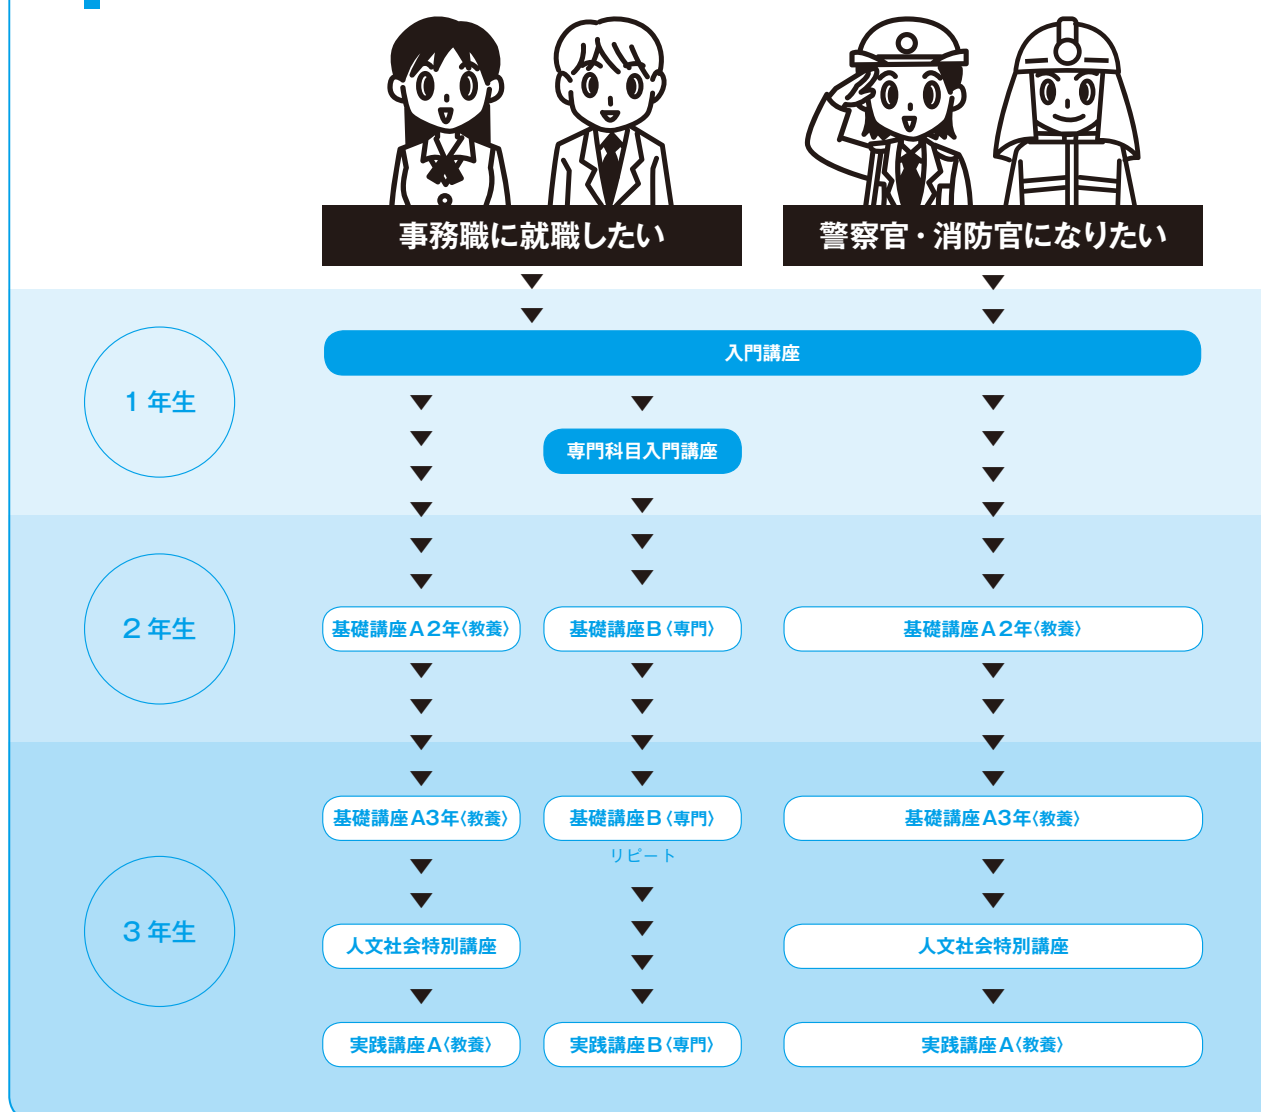 事務職に就職したい
警察官・消防官になりたい
1年生
入門講座
専門科目入門講座
2年生
基礎講座A2年〈教養〉
基礎講座B〈専門〉
基礎講座A2年〈教養〉
3年生
基礎講座A3年〈教養〉
基礎講座B〈専門〉
基礎講座A3年〈教養〉
リピート
人文社会特別講座
人文社会特別講座
実践講座A〈教養〉
実践講座B〈専門〉
実践講座A〈教養〉